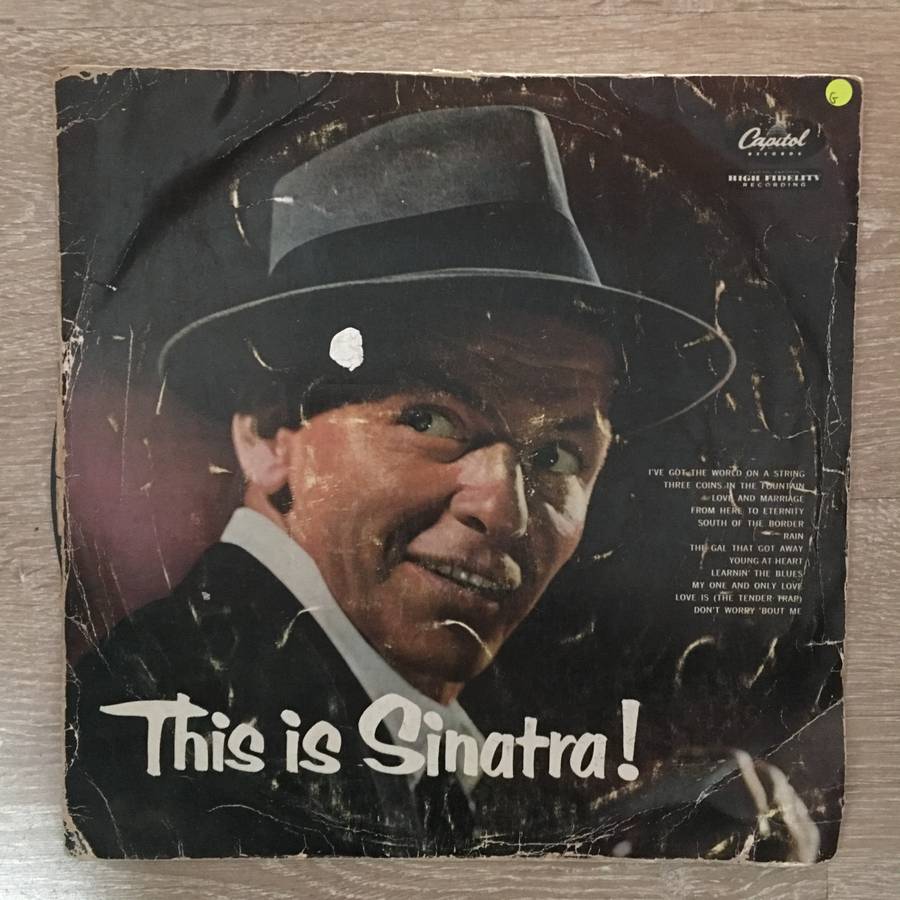 G
Capitol
RECORDS
HIGH FIDELITY
RECORDING
I'VE GOT THE WORLD ON A STRING
THREE COINS IN THE FOUNTAIN
LOVE AND MARRIAGE
FROM HERE TO ETERNITY
SOUTH OF THE BORDER
RAIN
THE GAL THAT GOT AWAY
YOUNG AT HEART
LEARNIN' THE BLUES
MY ONE AND ONLY LOVE
LOVE IS (THE TENDER TRAP)
DON'T WORRY 'BOUT ME
This is Sinatra!